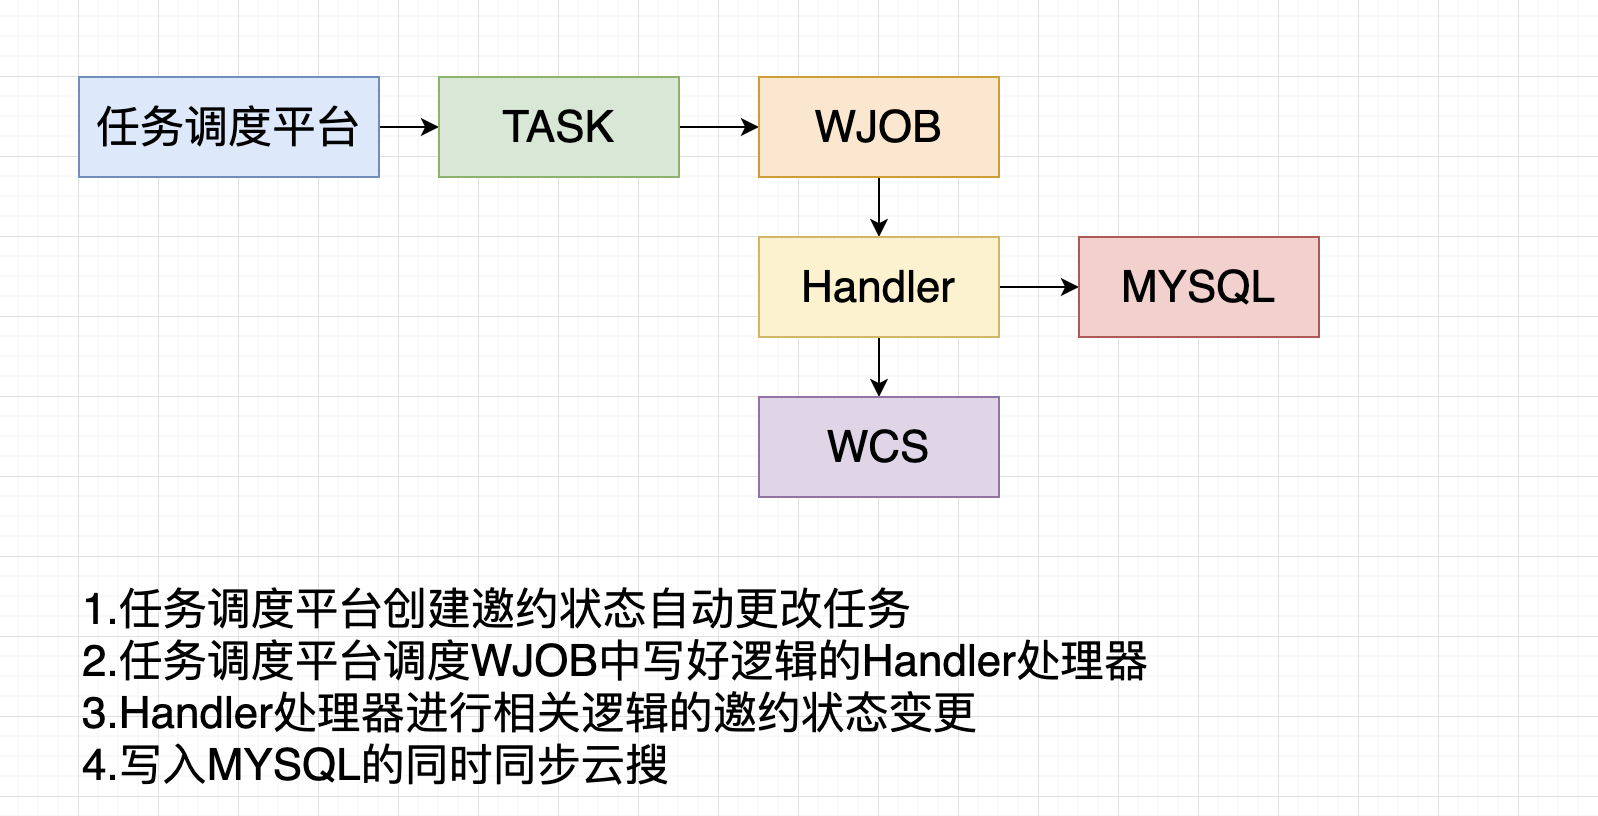 任务调度平台
TASK
WJOB
Handler
MYSQL
WCS
1.任务调度平台创建邀约状态自动更改任务
2.任务调度平台调度WJOB中写好逻辑的Handler处理器
3.Handler处理器进行相关逻辑的邀约状态变更
4.写入MYSQL的同时同步云搜